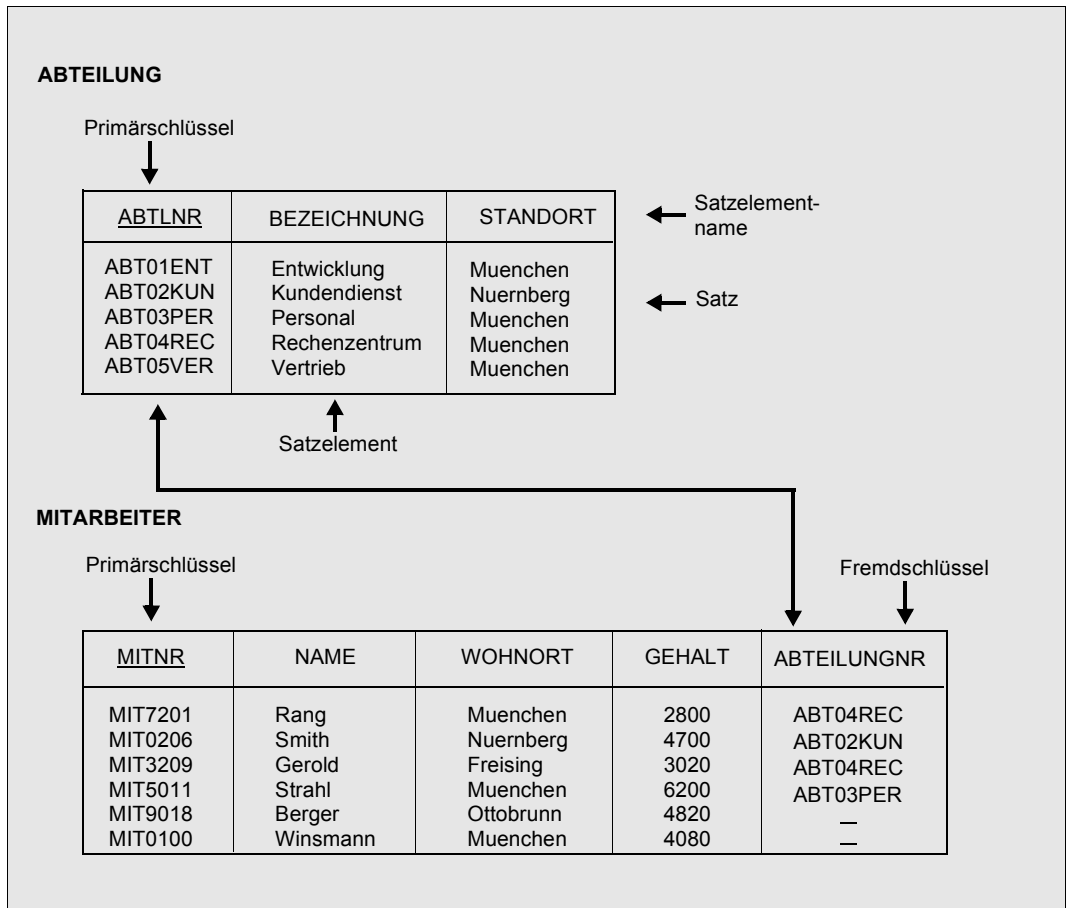 ABTEILUNG
Primärschlüssel
ABTLNR BEZEICHNUNG STANDORT
Satzelement-
name
ABT01ENT Entwicklung Muenchen
ABT02KUN Kundendienst Nuernberg
Satz
ABT03PER Personal Muenchen
ABT04REC Rechenzentrum Muenchen
ABT05VER Vertrieb Muenchen
Satzelement
MITARBEITER
Primärschlüssel
Fremdschlüssel
MITNR NAME WOHNORT GEHALT ABTEILUNGNR
MIT7201 Rang Muenchen 2800 ABT04REC
MIT0206 Smith Nuernberg 4700 ABT02KUN
MIT3209 Gerold Freising 3020 ABT04REC
MIT5011 Strahl Muenchen 6200 ABT03PER
MIT9018 Berger Ottobrunn 4820 —
MIT0100 Winsmann Muenchen 4080 —